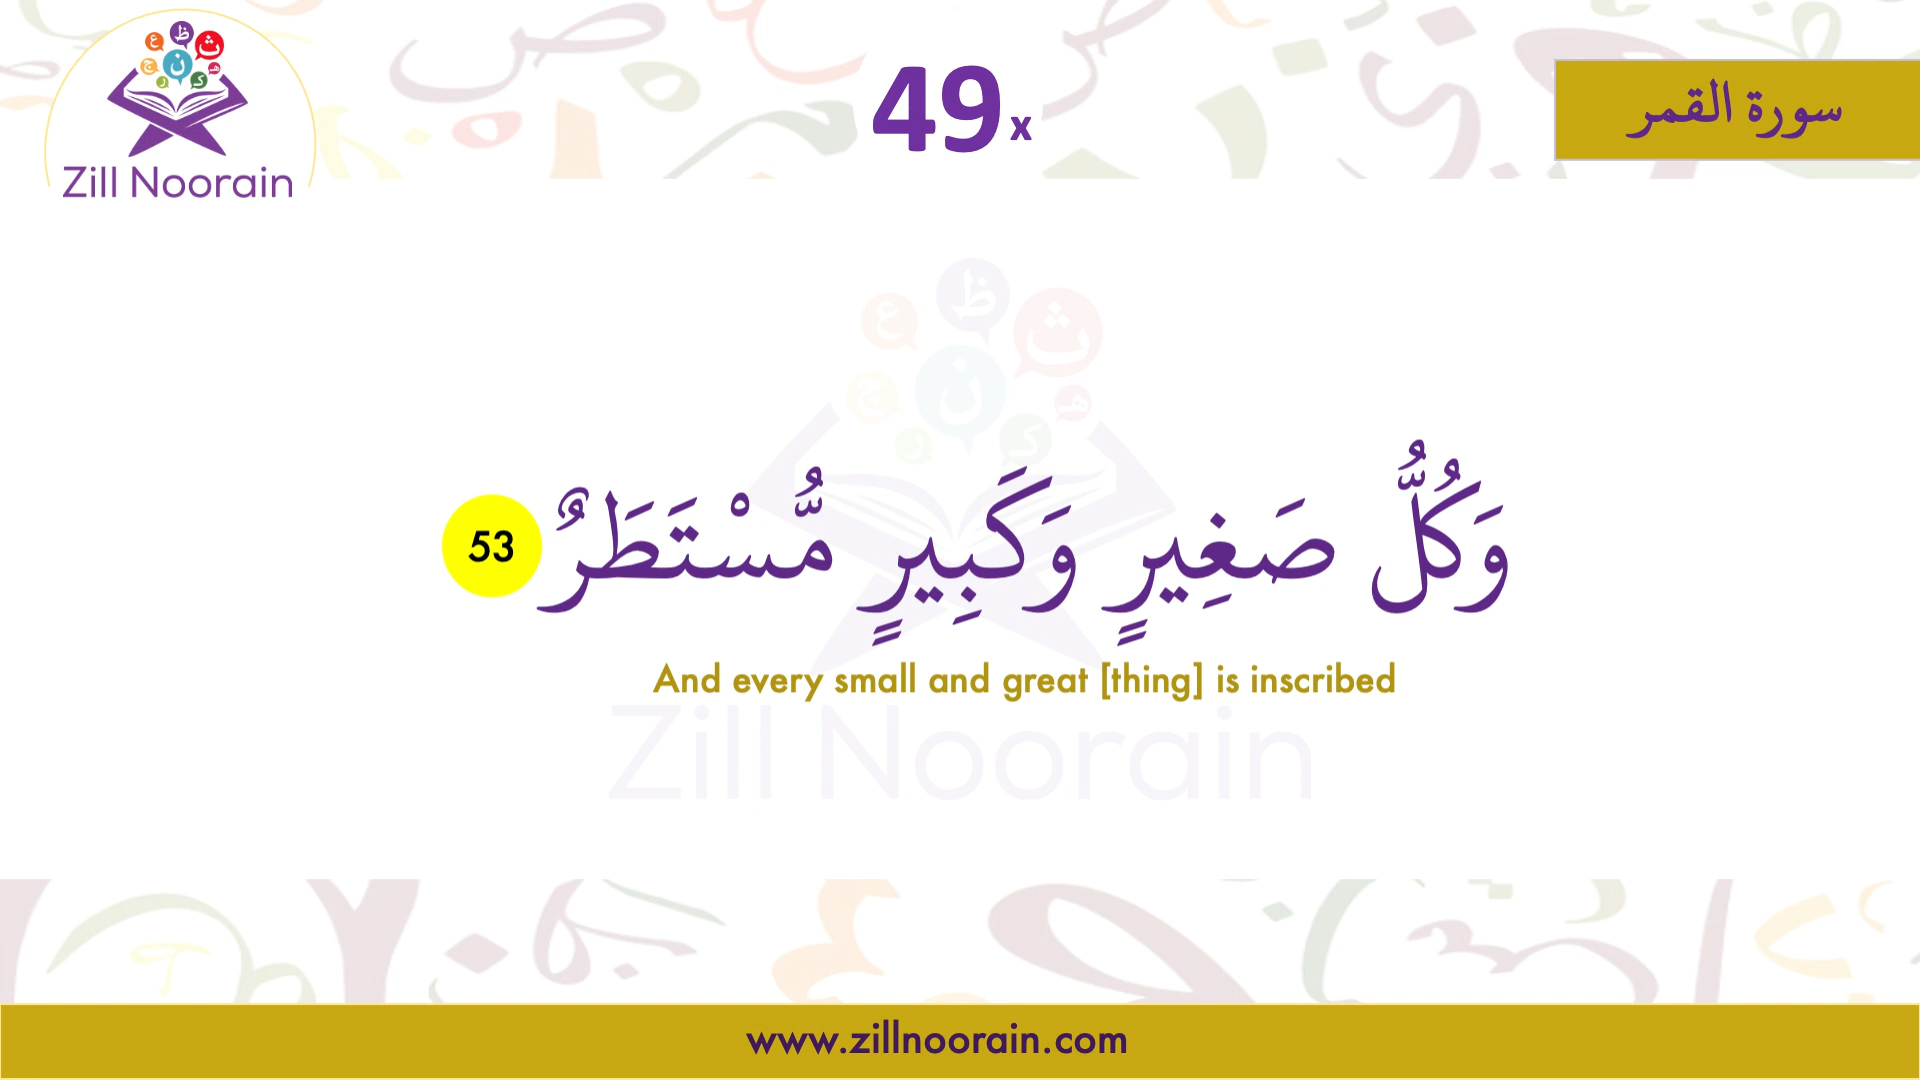 Zill Noorain
49x
سورة القمر
وَكُلُّ صَغِيرٍ وَكَبِيرٍ مُّسْتَطَرٌ 53
And every small and great [thing] is inscribed
Zill Noorain
www.zillnoorain.com